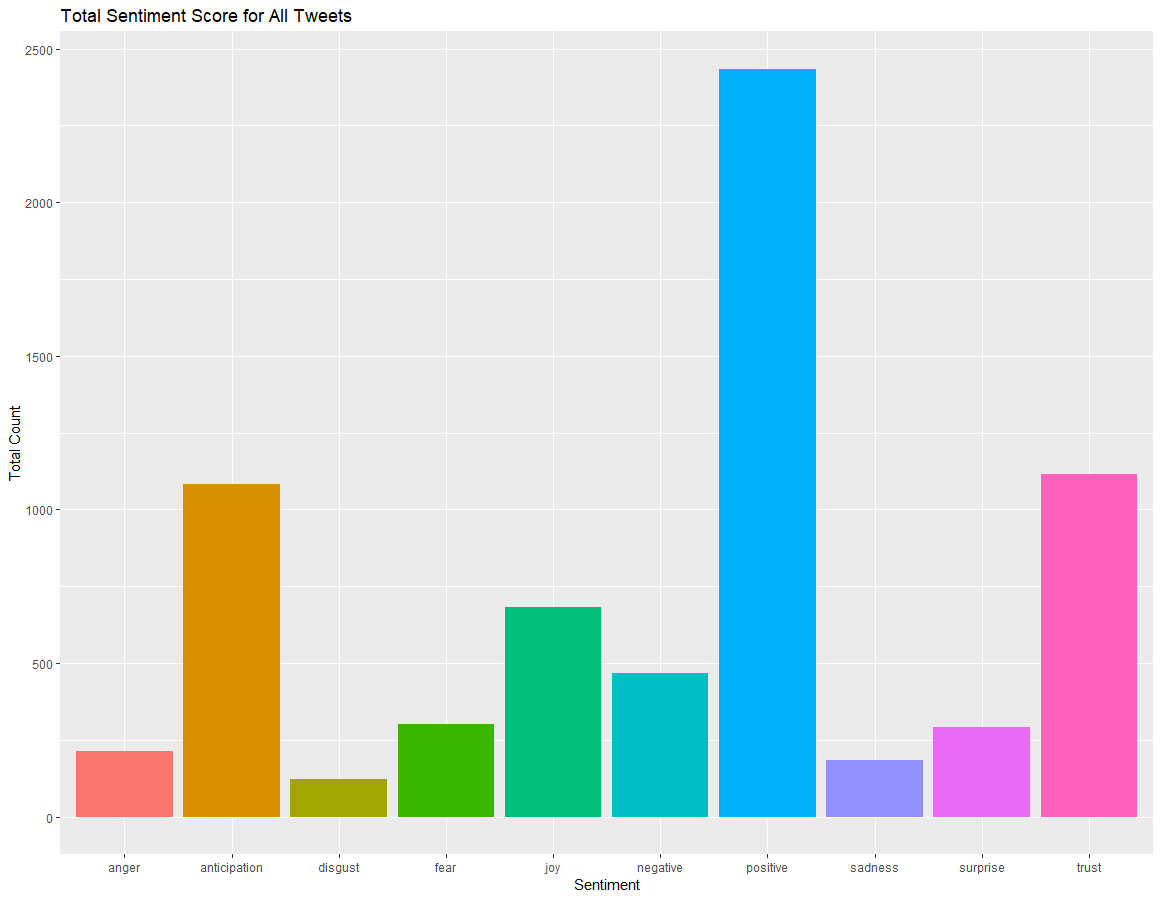 Total Sentiment Score for All Tweets
2500
2000
1500
1000
500
0
Total Count
anger anticipation disgust fear joy negative positive sadness surprise trust
Sentiment